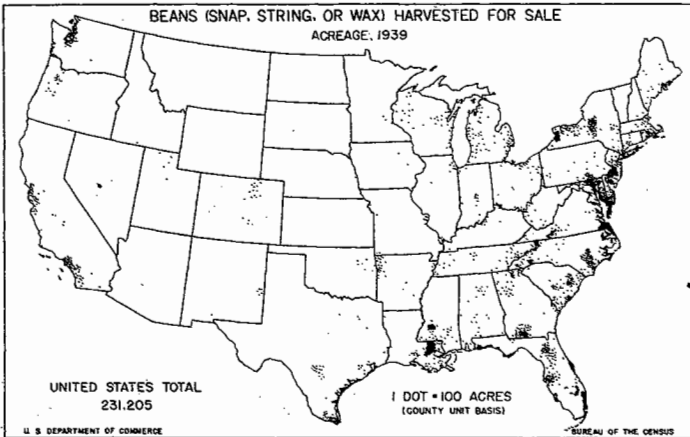 BEANS (SNAP, STRING, OR WAX) HARVESTED FOR SALE
ACREAGE, 1939
UNITED STATES TOTAL
231,205
1 DOT = 100 ACRES
(COUNTY UNIT BASIS)
U S DEPARTMENT OF COMMERCE
BUREAU OF THE CENSUS